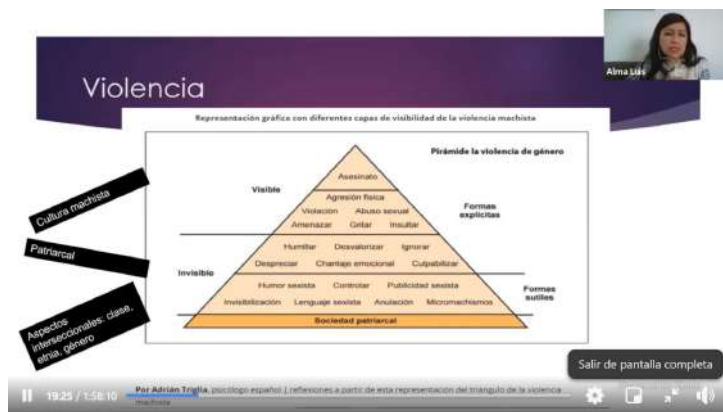 Alma Luis
Violencia
Representación gráfica con diferentes capas de visibilidad de la violencia machista
Pirámide la violencia de género
Asesinato
Visible
Agresión física
Violación Abuso sexual
Amenazar Gritar Insultar
Formas
explícitas
Humillar Desvalorizar Ignorar
Despreciar Chantaje emocional Culpabilizar
Invisible
Humor sexista Controlar Publicidad sexista
Invisibilización Lenguaje sexista Anulación Micromachismos
Formas
sutiles
Sociedad patriarcal
Cultura machista
Patriarcal
Aspectos
interseccionales: clase,
etnia, género
Salir de pantalla completa
19:25 / 1:58:10
Por Adrián Triglia, psicólogo español | reflexiones a partir de esta representación del triángulo de la violencia
machista